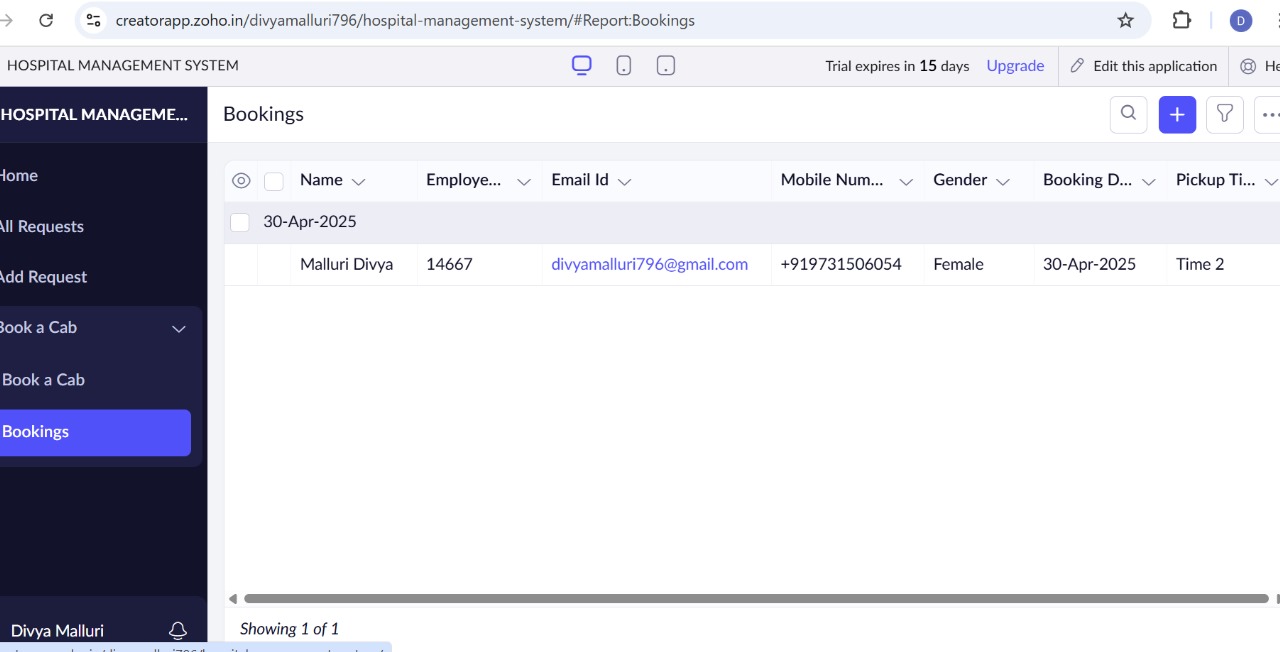 creatorapp.zoho.in/divyamalluri796/hospital-management-system/#Report:Bookings
D
HOSPITAL MANAGEMENT SYSTEM
Trial expires in 15 days Upgrade Edit this application He
HOSPITAL MANAGEME...
Bookings
Home
All Requests
Add Request
Book a Cab
Book a Cab
Bookings
Name Employe... Email Id Mobile Num... Gender Booking D... Pickup Ti...
30-Apr-2025
Malluri Divya 14667 divyamalluri796@gmail.com +919731506054 Female 30-Apr-2025 Time 2
Showing 1 of 1
Divya Malluri